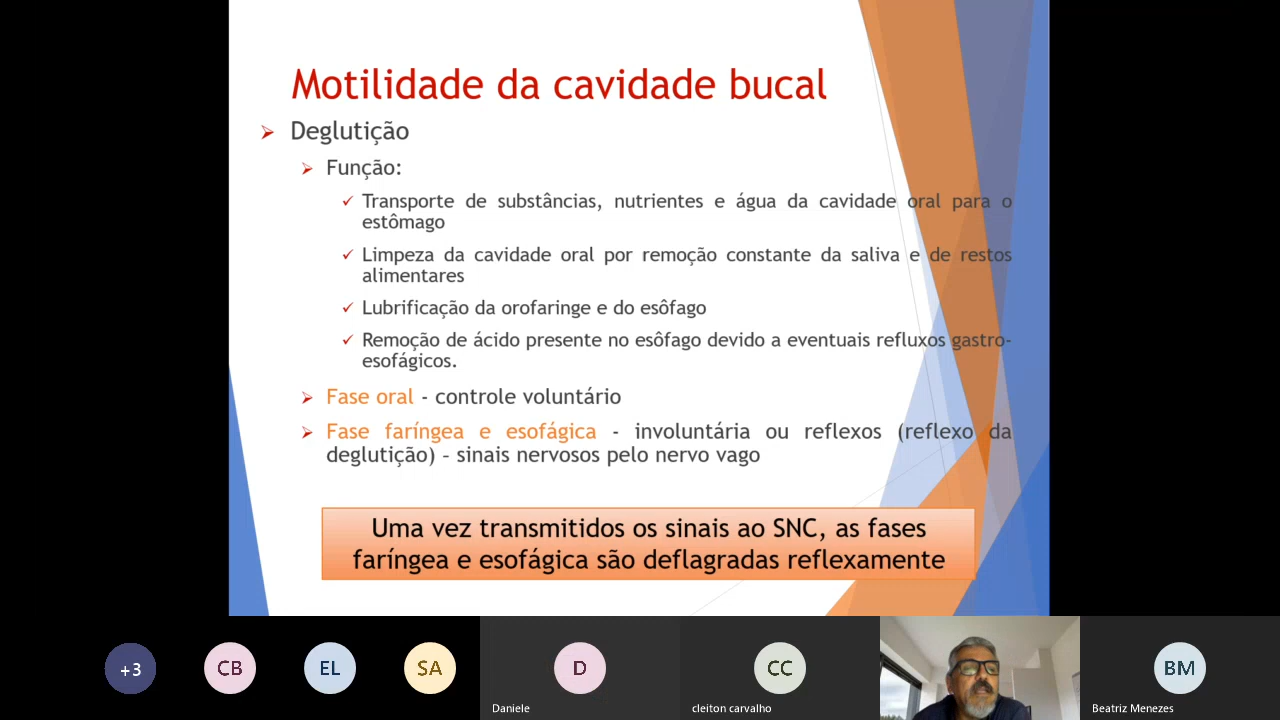 Motilidade da cavidade bucal
Deglutição
Função:
Transporte de substâncias, nutrientes e água da cavidade oral para o
estômago
Limpeza da cavidade oral por remoção constante da saliva e de restos
alimentares
Lubrificação da orofaringe e do esôfago
Remoção de ácido presente no esôfago devido a eventuais refluxos gastro-
esofágicos.
Fase oral - controle voluntário
Fase faríngea e esofágica - involuntária ou reflexos (reflexo da
deglutição) – sinais nervosos pelo nervo vago
Uma vez transmitidos os sinais ao SNC, as fases
faríngea e esofágica são deflagradas reflexamente
+3
CB
EL
SA
D
CC
BM
Daniele
cleiton carvalho
Beatriz Menezes